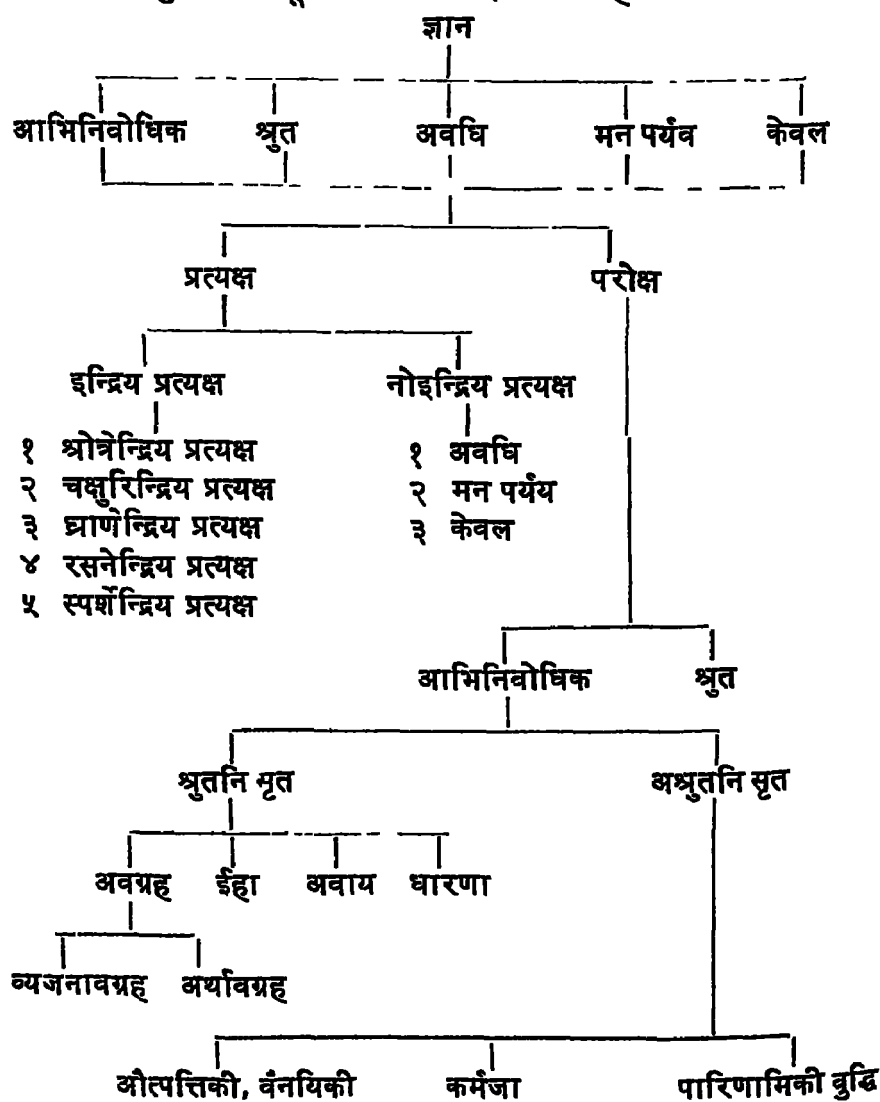 ज्ञान
आभिनिवोधिक श्रुत अवधि मन पर्यव केवल
प्रत्यक्ष परोक्ष
इन्द्रिय प्रत्यक्ष नोइन्द्रिय प्रत्यक्ष
१ श्रोत्रेन्द्रिय प्रत्यक्ष १ अवधि
२ चक्षुरिन्द्रिय प्रत्यक्ष २ मन पर्यय
३ घ्राणेन्द्रिय प्रत्यक्ष ३ केवल
४ रसनेन्द्रिय प्रत्यक्ष
५ स्पर्शेन्द्रिय प्रत्यक्ष
आभिनिवोधिक श्रुत
श्रुतनि मृत अश्रुतनि सृत
अवग्रह ईहा अवाय धारणा
व्यजनावग्रह अर्थावग्रह
औत्पत्तिकी, वैनयिकी कर्मजा पारिणामिकी वुद्धि